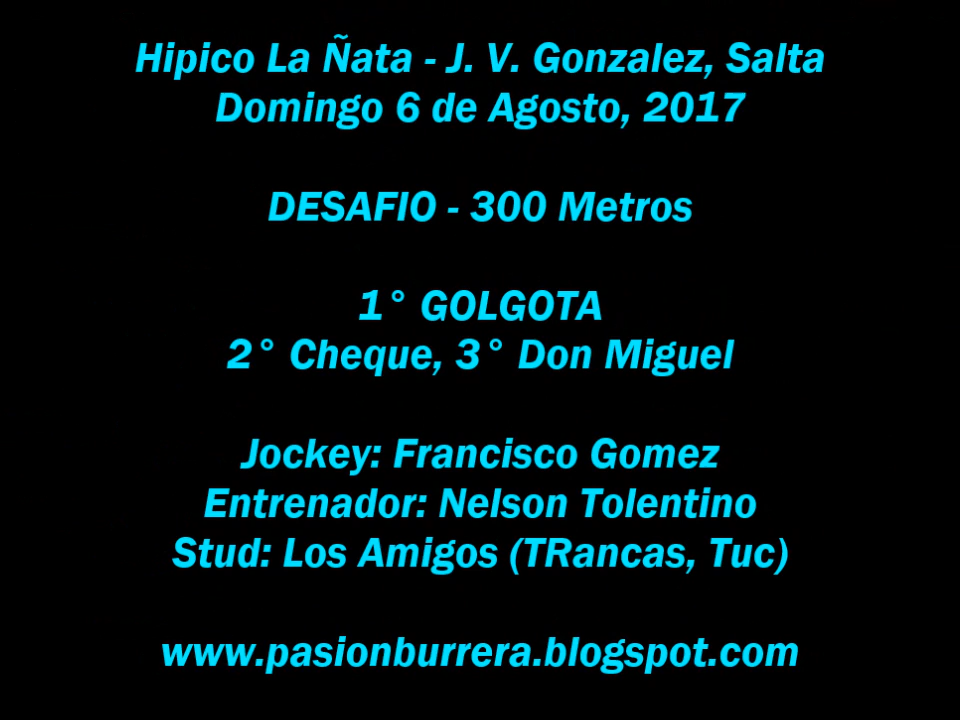 Hipico La Ñata - J. V. Gonzalez, Salta
Domingo 6 de Agosto, 2017
DESAFIO - 300 Metros
1° GOLGOTA
2° Cheque, 3° Don Miguel
Jockey: Francisco Gomez
Entrenador: Nelson Tolentino
Stud: Los Amigos (TRancas, Tuc)
www.pasionburrera.blogspot.com